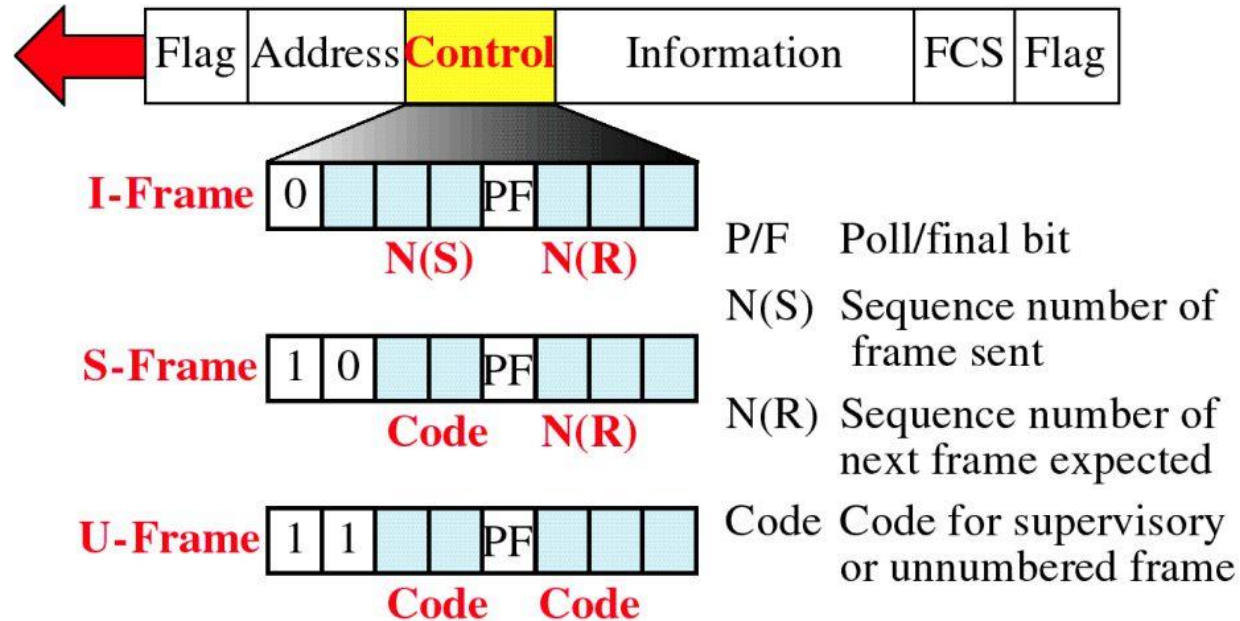 Flag Address Control Information FCS Flag
I-Frame 0 PF
N(S) N(R)
P/F Poll/final bit
N(S) Sequence number of
frame sent
S-Frame 1 0 PF
Code N(R)
N(R) Sequence number of
next frame expected
U-Frame 1 1 PF
Code Code
Code Code for supervisory
or unnumbered frame